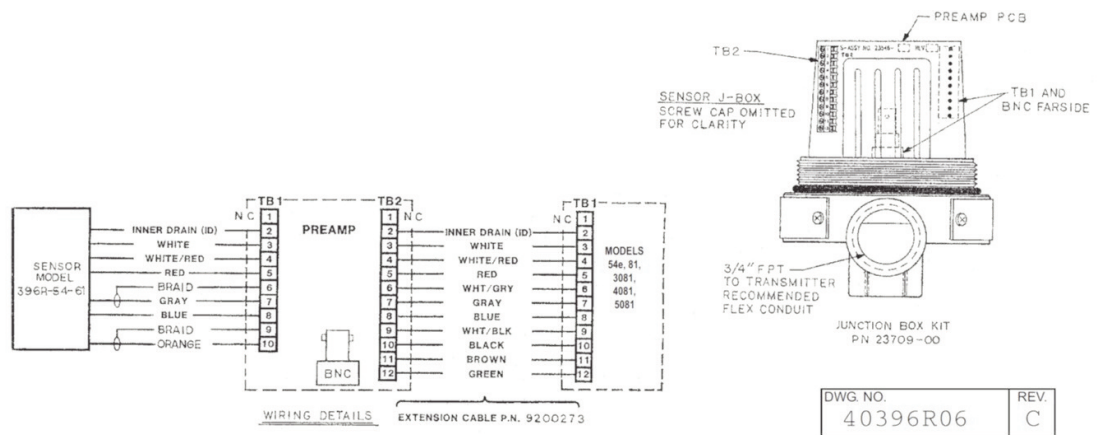 PREAMP PCB
TB2
S-ASSY NO. 23546-
REV
TB2
SENSOR J-BOX
SCREW CAP OMITTED
FOR CLARITY
TB1 AND
BNC FARSIDE
3/4" FPT
TO TRANSMITTER
RECOMMENDED
FLEX CONDUIT
JUNCTION BOX KIT
PN 23709-00
SENSOR
MODEL
396R-54-61
INNER DRAIN (ID)
WHITE
WHITE/RED
RED
BRAID
GRAY
BLUE
BRAID
ORANGE
TB1
NC
1
2
3
4
5
6
7
8
9
10
PREAMP
BNC
TB2
NC
1
2
3
4
5
6
7
8
9
10
11
12
INNER DRAIN (ID)
WHITE
WHITE/RED
RED
WHT/GRY
GRAY
BLUE
WHT/BLK
BLACK
BROWN
GREEN
TB1
NC
1
2
3
4
5
6
7
8
9
10
11
12
MODELS
54e, 81,
3081,
4081,
5081
WIRING DETAILS
EXTENSION CABLE P.N. 9200273
DWG. NO.
40396R06
REV.
C